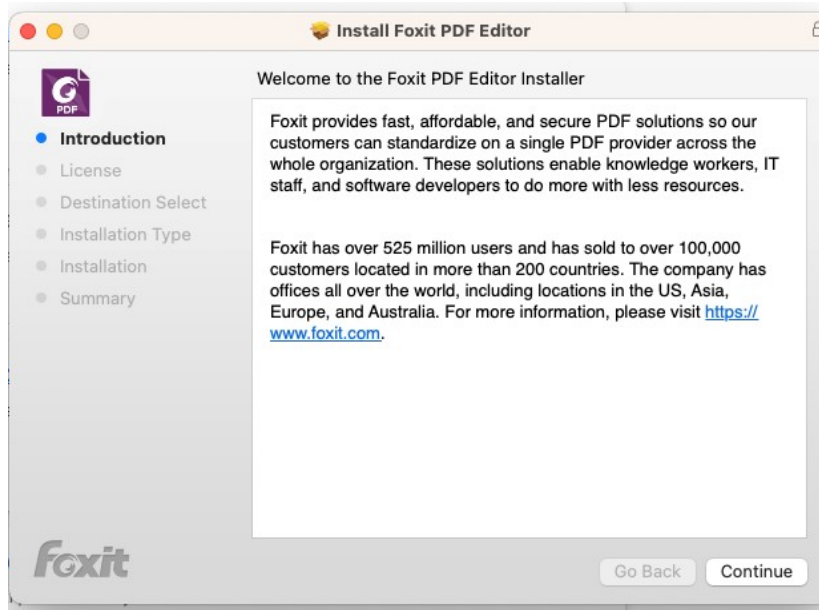 Install Foxit PDF Editor
PDF
Welcome to the Foxit PDF Editor Installer
Introduction
License
Destination Select
Installation Type
Installation
Summary
Foxit provides fast, affordable, and secure PDF solutions so our
customers can standardize on a single PDF provider across the
whole organization. These solutions enable knowledge workers, IT
staff, and software developers to do more with less resources.
Foxit has over 525 million users and has sold to over 100,000
customers located in more than 200 countries. The company has
offices all over the world, including locations in the US, Asia,
Europe, and Australia. For more information, please visit https://
www.foxit.com.
Foxit
Go Back
Continue